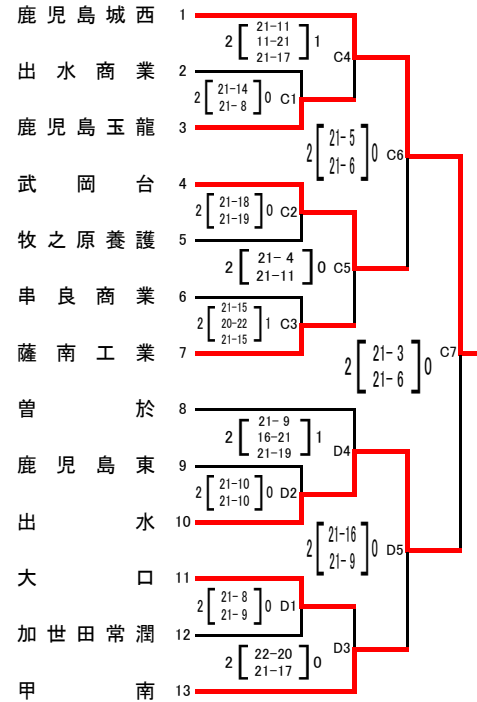 鹿児島城西 1
2 21-11 11-21 21-17 1 C4
出水商業 2
2 21-14 21-8 0 C1
鹿児島玉龍 3
2 21-5 21-6 0 C6
武岡台 4
2 21-18 21-19 0 C2
牧之原養護 5
2 21-4 21-11 0 C5
串良商業 6
2 21-15 20-22 21-15 1 C3
薩南工業 7
2 21-3 21-6 0 C7
曽於 8
2 21-9 16-21 21-19 1 D4
鹿児島東 9
2 21-10 21-10 0 D2
出水 10
2 21-16 21-9 0 D5
大口 11
2 21-8 21-9 0 D1
加世田常潤 12
2 22-20 21-17 0 D3
甲南 13